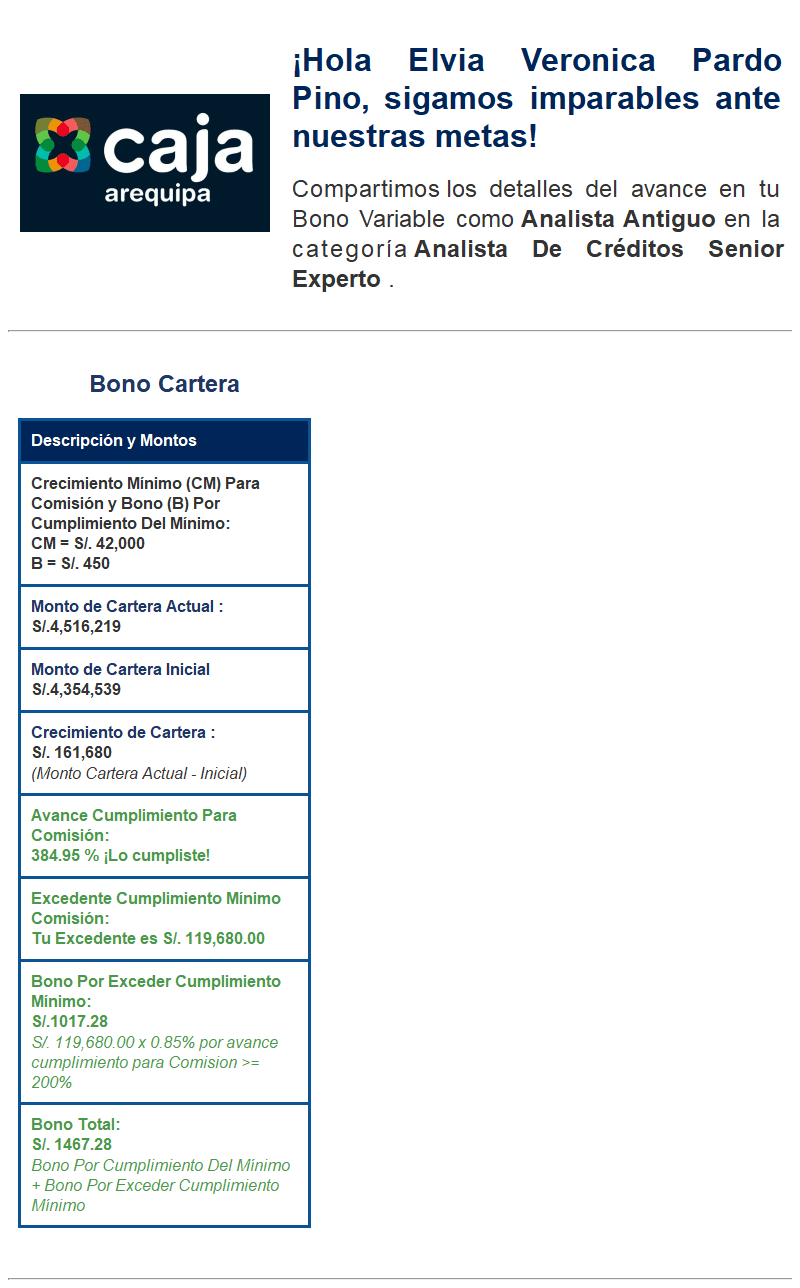 caja
arequipa
¡Hola Elvia Veronica Pardo
Pino, sigamos imparables ante
nuestras metas!
Compartimos los detalles del avance en tu
Bono Variable como Analista Antiguo en la
categoría Analista De Créditos Senior
Experto .
Bono Cartera
Descripción y Montos
Crecimiento Mínimo (CM) Para
Comisión y Bono (B) Por
Cumplimiento Del Mínimo:
CM = S/. 42,000
B = S/. 450
Monto de Cartera Actual :
S/.4,516,219
Monto de Cartera Inicial
S/.4,354,539
Crecimiento de Cartera :
S/. 161,680
(Monto Cartera Actual - Inicial)
Avance Cumplimiento Para
Comisión:
384.95 % ¡Lo cumpliste!
Excedente Cumplimiento Mínimo
Comisión:
Tu Excedente es S/. 119,680.00
Bono Por Exceder Cumplimiento
Mínimo:
S/.1017.28
S/. 119,680.00 x 0.85% por avance
cumplimiento para Comision >=
200%
Bono Total:
S/. 1467.28
Bono Por Cumplimiento Del Mínimo
+ Bono Por Exceder Cumplimiento
Mínimo